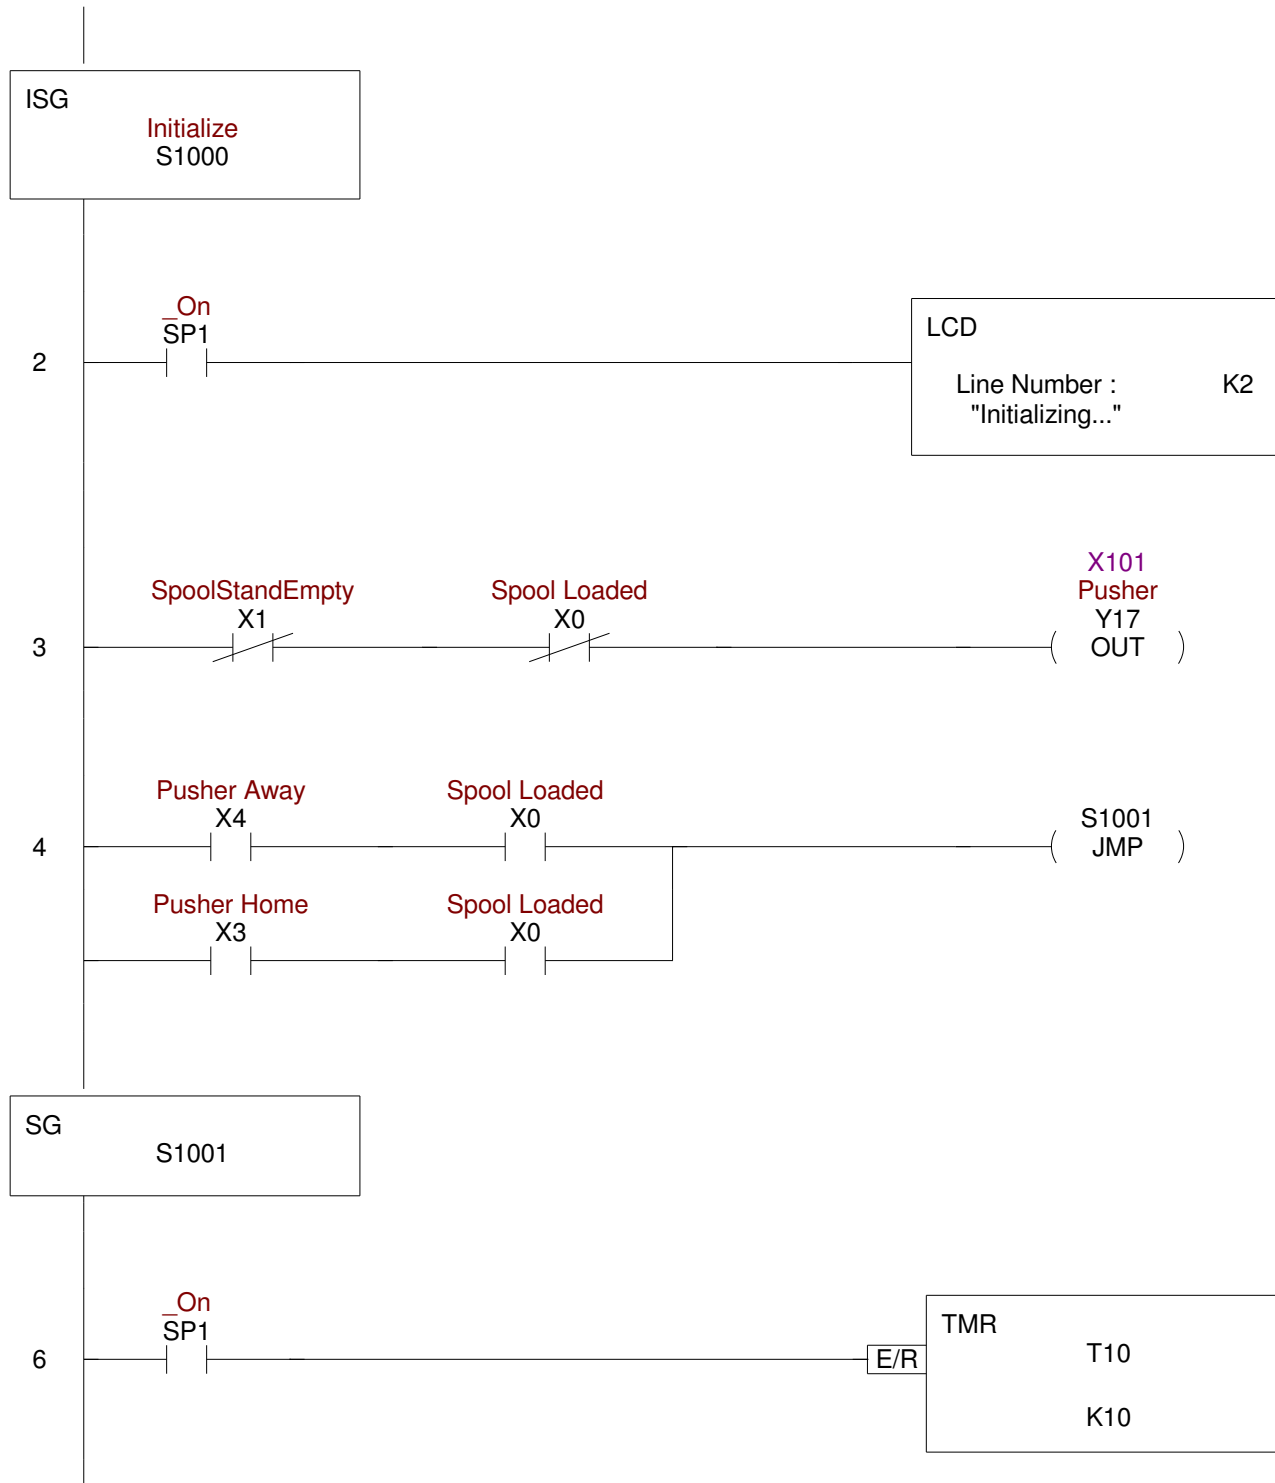 ISG
Initialize
S1000
_On
SP1
2
LCD
Line Number : K2
"Initializing..."
X101
SpoolStandEmpty Spool Loaded Pusher
X1 X0 Y17
3 OUT
Pusher Away Spool Loaded
X4 X0 S1001
4 JMP
Pusher Home Spool Loaded
X3 X0
SG
S1001
_On
SP1
6
E/R
TMR
T10
K10